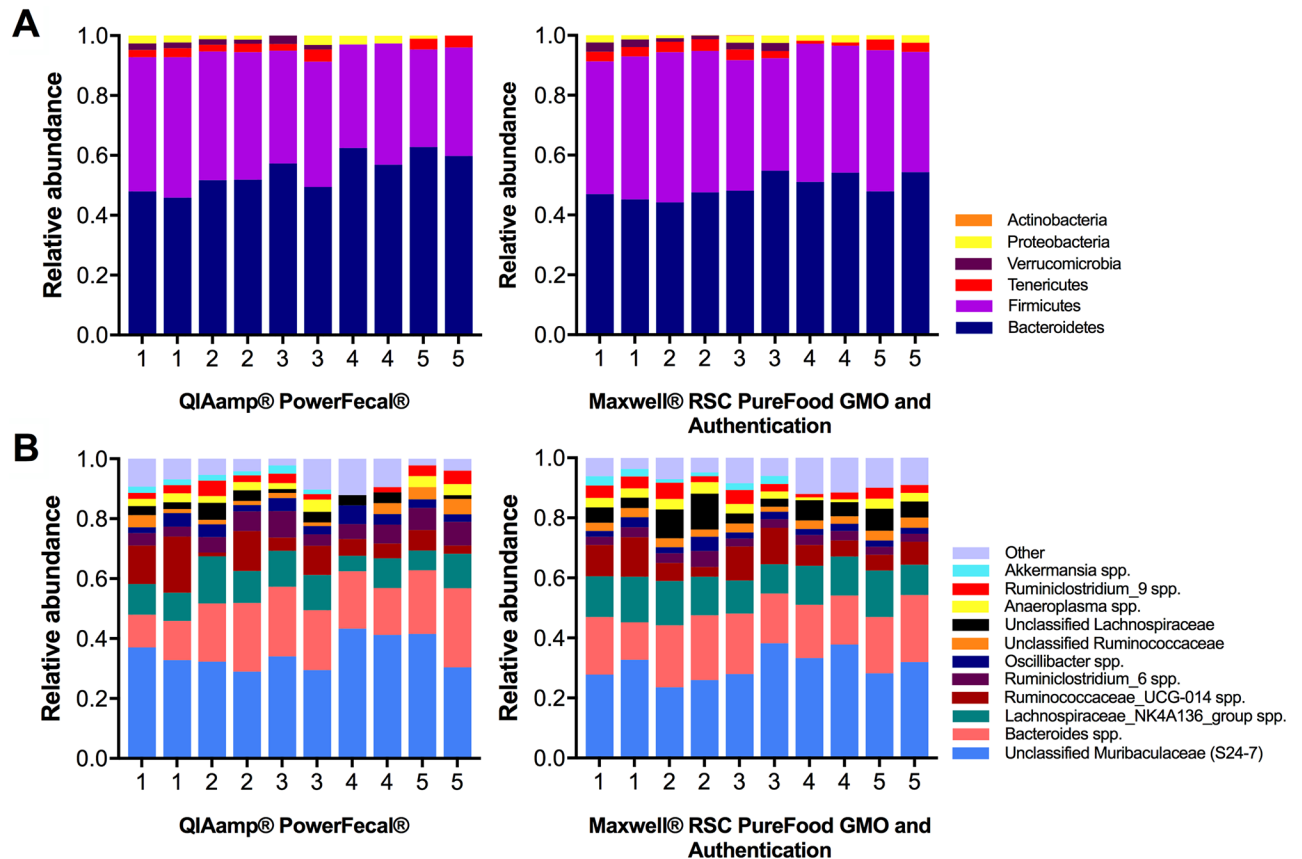 A
Relative abundance
1.0
0.8
0.6
0.4
0.2
0.0
1 1 2 2 3 3 4 4 5 5
QIAamp® PowerFecal®
Relative abundance
1.0
0.8
0.6
0.4
0.2
0.0
1 1 2 2 3 3 4 4 5 5
Maxwell® RSC PureFood GMO and
Authentication
Actinobacteria
Proteobacteria
Verrucomicrobia
Tenericutes
Firmicutes
Bacteroidetes
B
Relative abundance
1.0
0.8
0.6
0.4
0.2
0.0
1 1 2 2 3 3 4 4 5 5
QIAamp® PowerFecal®
Relative abundance
1.0
0.8
0.6
0.4
0.2
0.0
1 1 2 2 3 3 4 4 5 5
Maxwell® RSC PureFood GMO and
Authentication
Other
Akkermansia spp.
Ruminiclostridium_9 spp.
Anaeroplasma spp.
Unclassified Lachnospiraceae
Unclassified Ruminococcaceae
Oscillibacter spp.
Ruminiclostridium_6 spp.
Ruminococcaceae_UCG-014 spp.
Lachnospiraceae_NK4A136_group spp.
Bacteroides spp.
Unclassified Muribaculaceae (S24-7)